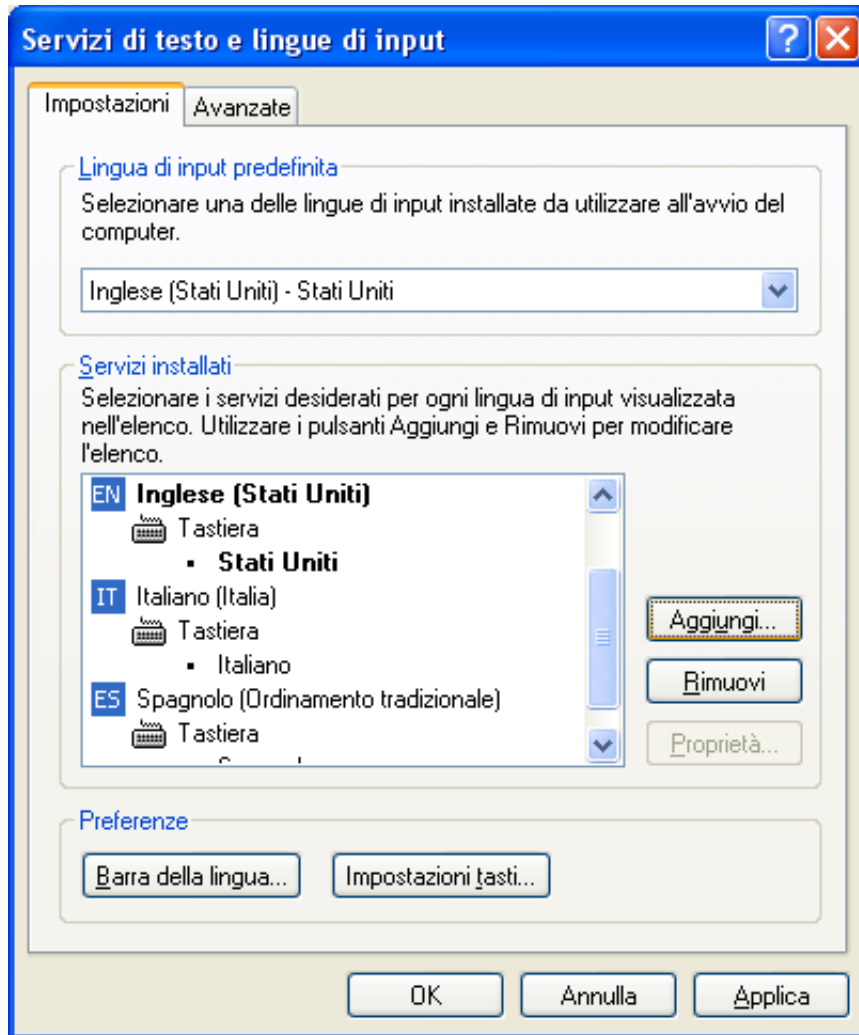 Servizi di testo e lingue di input
Impostazioni
Avanzate
Lingua di input predefinita
Selezionare una delle lingue di input installate da utilizzare all'avvio del
computer.
Inglese (Stati Uniti) - Stati Uniti
Servizi installati
Selezionare i servizi desiderati per ogni lingua di input visualizzata
nell'elenco. Utilizzare i pulsanti Aggiungi e Rimuovi per modificare
l'elenco.
EN Inglese (Stati Uniti)
Tastiera
▪ Stati Uniti
IT Italiano (Italia)
Tastiera
▪ Italiano
ES Spagnolo (Ordinamento tradizionale)
Tastiera
Aggiungi...
Rimuovi
Proprietà...
Preferenze
Barra della lingua...
Impostazioni tasti...
OK
Annulla
Applica